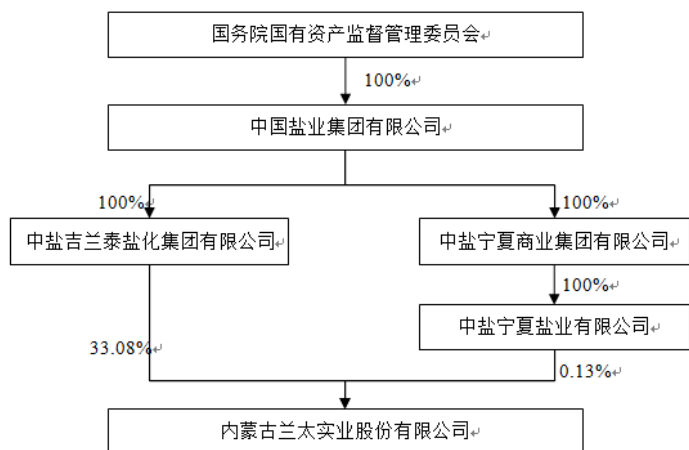 国务院国有资产监督管理委员会
100%
中国盐业集团有限公司
100%
100%
中盐吉兰泰盐化集团有限公司
中盐宁夏商业集团有限公司
100%
中盐宁夏盐业有限公司
33.08%
0.13%
内蒙古兰太实业股份有限公司